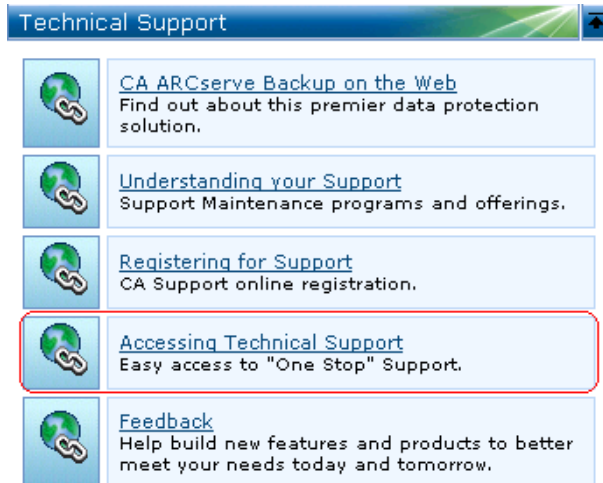 Technical Support
CA ARCserve Backup on the Web
Find out about this premier data protection
solution.
Understanding your Support
Support Maintenance programs and offerings.
Registering for Support
CA Support online registration.
Accessing Technical Support
Easy access to "One Stop" Support.
Feedback
Help build new features and products to better
meet your needs today and tomorrow.